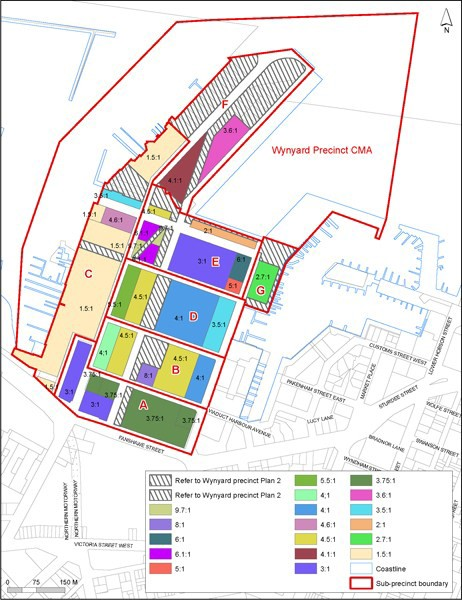 N
F
3.6:1
Wynyard Precinct CMA
1.5:1
4.1:1
3.5:1
4.6:1
4.5:1
1.5:1
2:1
1.5:1
E
3:1
6:1
5:1
2.7:1
G
C
1.5:1
5.5:1
4.5:1
4:1
D
3.5:1
4:1
4.5:1
4.5:1
8:1
B
4:1
3:1
3.75:1
3:1
3.75:1
A
3.75:1
3.75:1
1.5:1
CUSTOMS STREET WEST
LOWER HOBSON STREET
PAKENHAM STREET EAST
MARKET PLACE
STURDEE STREET
WOLFE STREET
LUCY LANE
VIADUCT HARBOUR AVENUE
BRADNOR LANE
SWANSON STREET
WYNDHAM STREET
FANSHAWE STREET
NORTHERN MOTORWAY
NORTHERN MOTORWAY
VICTORIA STREET WEST
Refer to Wynyard precinct Plan 2
Refer to Wynyard precinct Plan 2
9.7:1
8:1
6:1
6.1:1
5:1
5.5:1
4;1
4:1
4.6:1
4.5:1
4.1:1
3:1
3.75:1
3.6:1
3.5:1
2:1
2.7:1
1.5:1
Coastline
Sub-precinct boundary
0 75 150 M